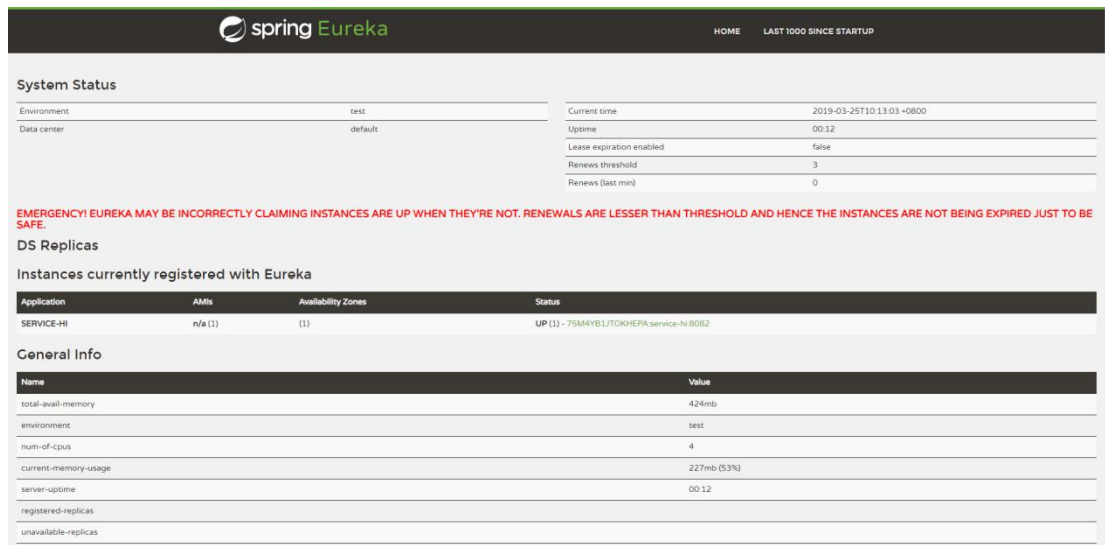 spring Eureka
HOME LAST 1000 SINCE STARTUP
System Status
Environment test
Data center default
Current time 2019-03-25T10:13:03 +0800
Uptime 00:12
Lease expiration enabled false
Renews threshold 3
Renews (last min) 0
EMERGENCY! EUREKA MAY BE INCORRECTLY CLAIMING INSTANCES ARE UP WHEN THEY'RE NOT. RENEWALS ARE LESSER THAN THRESHOLD AND HENCE THE INSTANCES ARE NOT BEING EXPIRED JUST TO BE
SAFE.
DS Replicas
Instances currently registered with Eureka
Application AMIs Availability Zones Status
SERVICE-HI n/a (1) (1) UP (1) - 75M4YB1JTOKHEPA:service-hi:8082
General Info
Name Value
total-avail-memory 424mb
environment test
num-of-cpus 4
current-memory-usage 227mb (53%)
server-uptime 00:12
registered-replicas
unavailable-replicas